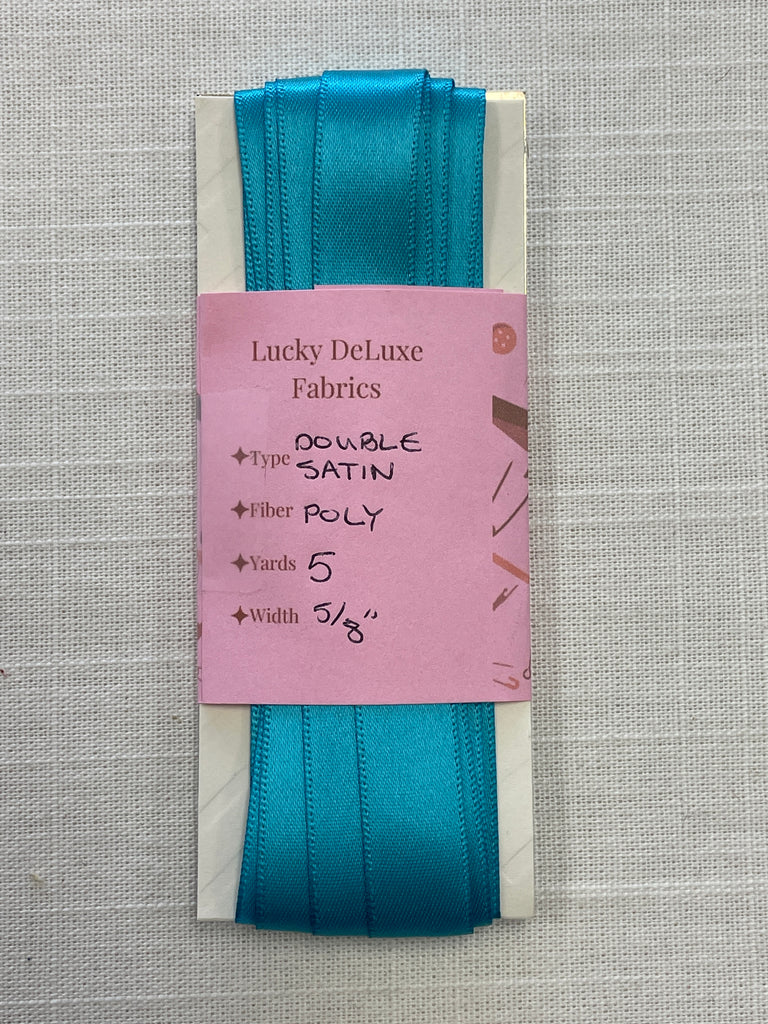 Lucky DeLuxe
Fabrics
Type DOUBLE
SATIN
Fiber POLY
Yards 5
Width 5/8"